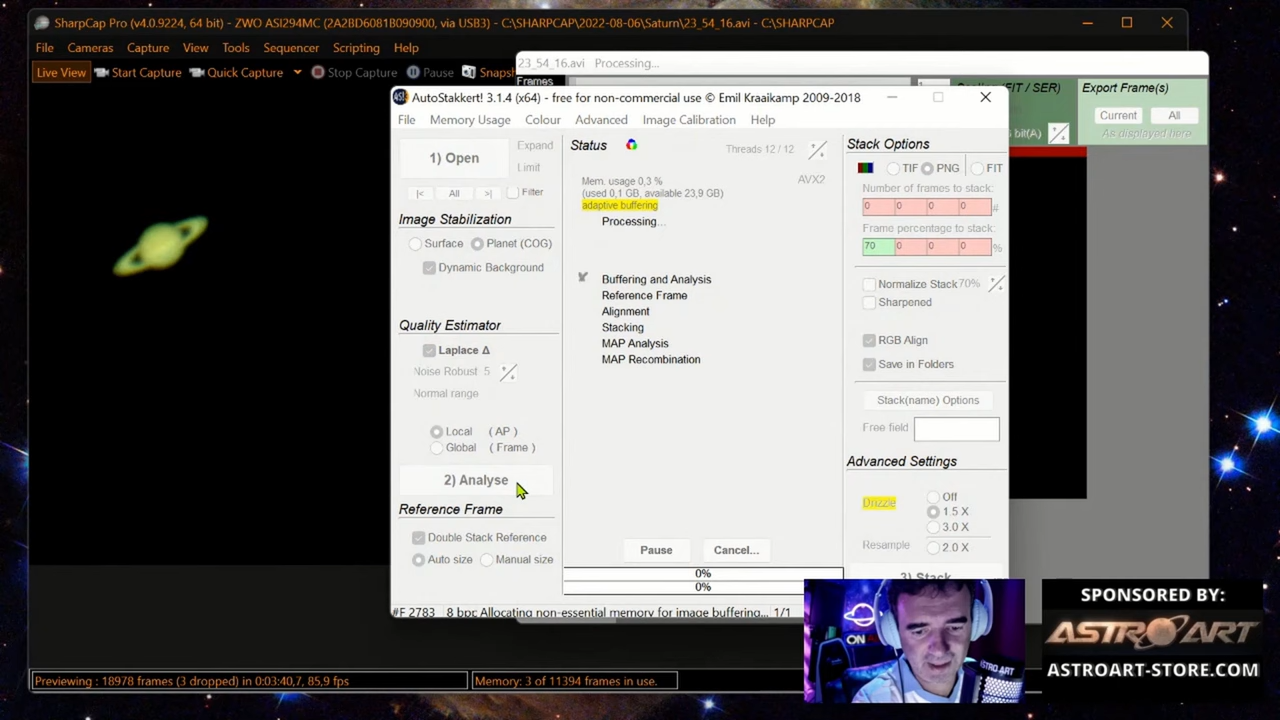 SharpCap Pro (v4.0.9224, 64 bit) - ZWO ASI294MC (2A2BD6081B090900, via USB3) - C:\SHARPCAP\2022-08-06\Saturn\23_54_16.avi - C:\SHARPCAP
File Cameras Capture View Tools Sequencer Scripting Help
Live View Start Capture Quick Capture Stop Capture Pause
23_54_16.avi Processing...
Frames
(FIT / SER)
Export Frame(s)
Current All
bit(A)
As displayed here
AutoStakkert! 3.1.4 (x64) - free for non-commercial use © Emil Kraaikamp 2009-2018
File Memory Usage Colour Advanced Image Calibration Help
1) Open
Expand
Limit
|< All >| Filter
Image Stabilization
Surface Planet (COG)
Dynamic Background
Quality Estimator
Laplace Δ
Noise Robust 5
Normal range
Local (AP)
Global (Frame)
2) Analyse
Reference Frame
Double Stack Reference
Auto size Manual size
Status
Threads 12 / 12
Mem. usage 0,3 %
(used 0,1 GB, available 23,9 GB)
AVX2
adaptive buffering
Processing...
Buffering and Analysis
Reference Frame
Alignment
Stacking
MAP Analysis
MAP Recombination
Pause Cancel...
0%
0%
#F 2783 8 bpc Allocating non-essential memory for image buffering... 1/1
Stack Options
TIF PNG FIT
Number of frames to stack:
0 0 0 0 #
Frame percentage to stack:
70 0 0 0 %
Normalize Stack 70%
Sharpened
RGB Align
Save in Folders
Stack(name) Options
Free field
Advanced Settings
Drizzle
Off
1.5 X
3.0 X
Resample 2.0 X
3) Stack
Previewing : 18978 frames (3 dropped) in 0:03:40,7, 85,9 fps
Memory: 3 of 11394 frames in use.
SPONSORED BY:
ASTROART
ASTROART-STORE.COM